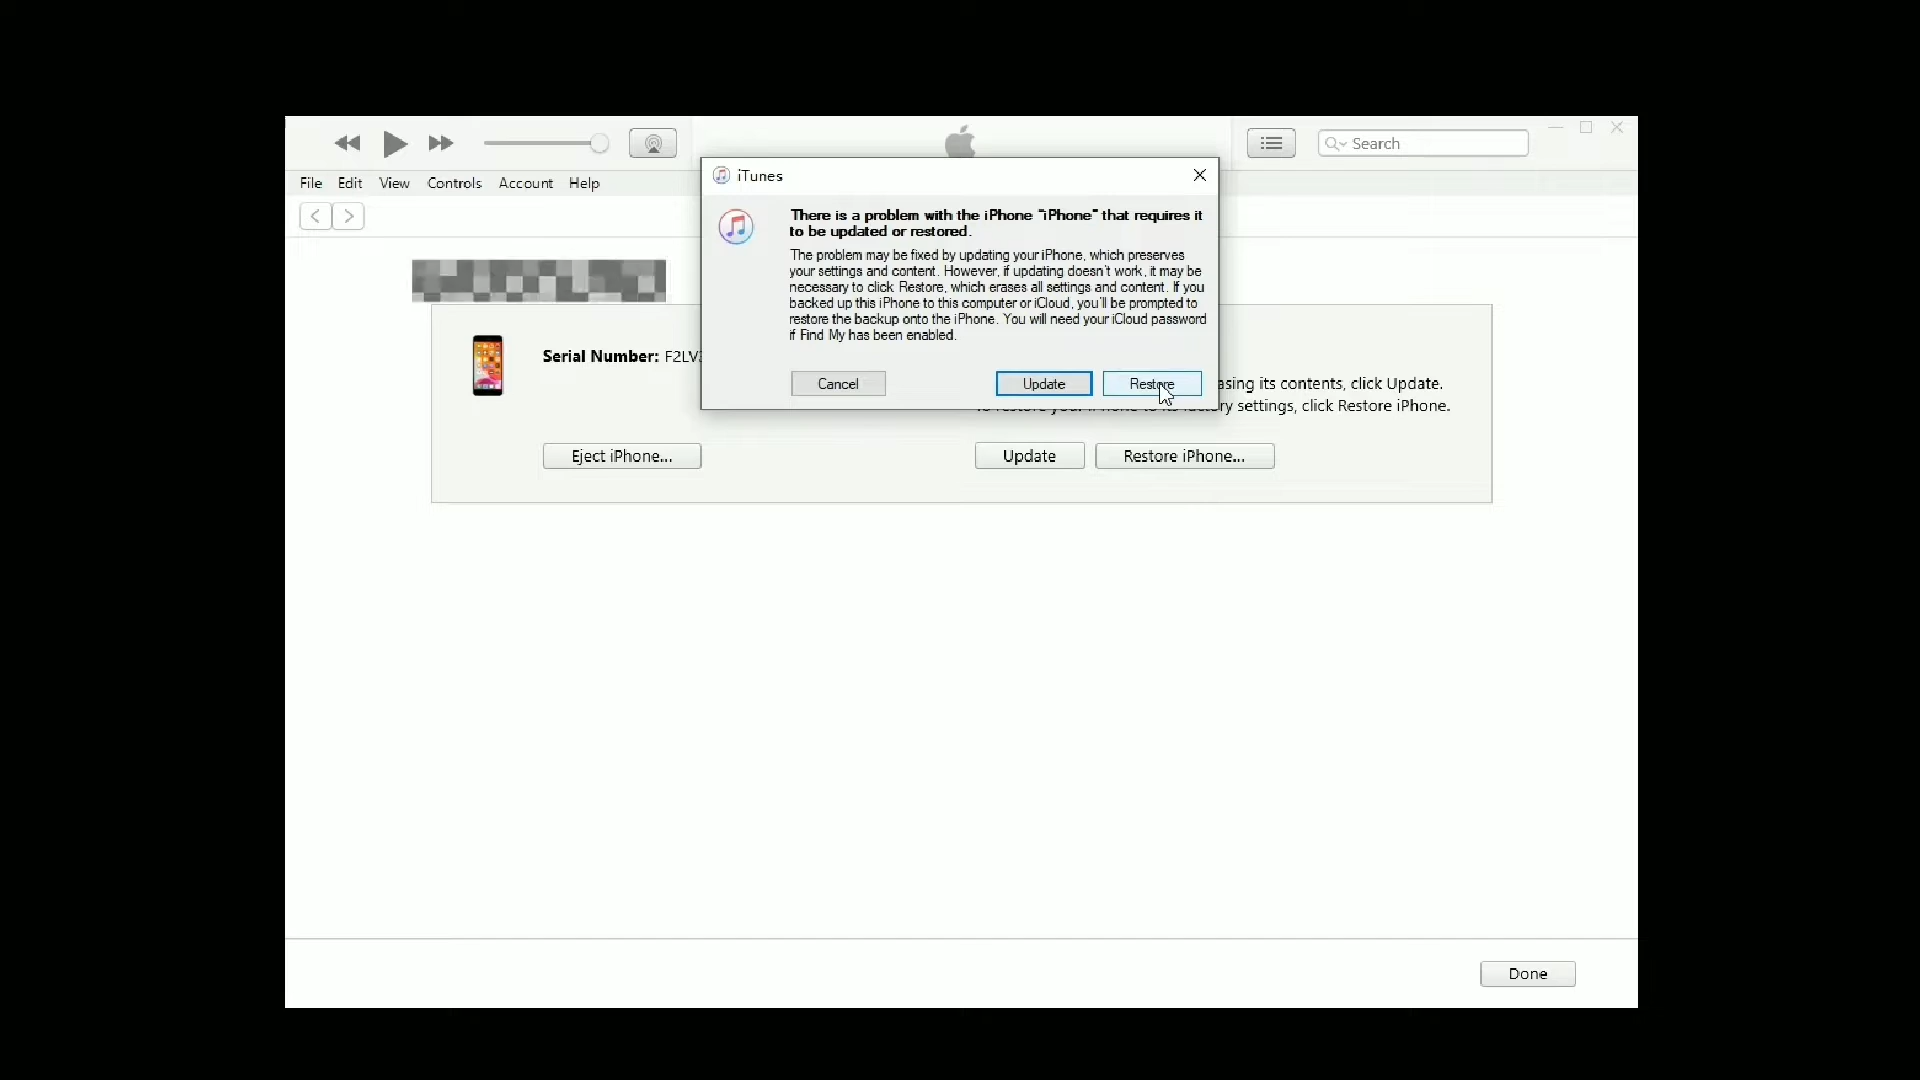 Search
File Edit View Controls Account Help
iTunes
There is a problem with the iPhone "iPhone" that requires it
to be updated or restored.
The problem may be fixed by updating your iPhone, which preserves
your settings and content. However, if updating doesn't work, it may be
necessary to click Restore, which erases all settings and content. If you
backed up this iPhone to this computer or iCloud, you'll be prompted to
restore the backup onto the iPhone. You will need your iCloud password
if Find My has been enabled.
Cancel Update Restore
Serial Number: F2LV
asing its contents, click Update.
settings, click Restore iPhone.
Eject iPhone... Update Restore iPhone...
Done